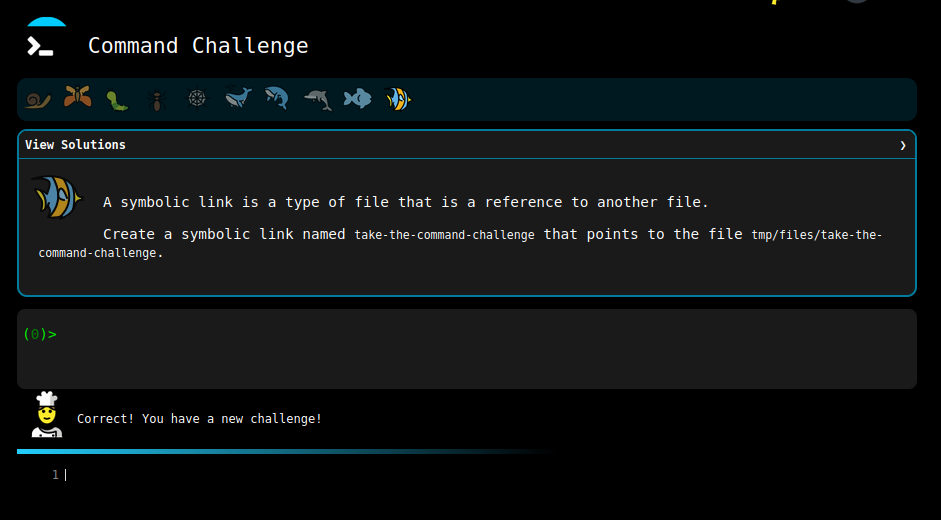 Command Challenge
View Solutions
A symbolic link is a type of file that is a reference to another file.
Create a symbolic link named take-the-command-challenge that points to the file tmp/files/take-the-
command-challenge.
(0)>
Correct! You have a new challenge!
1